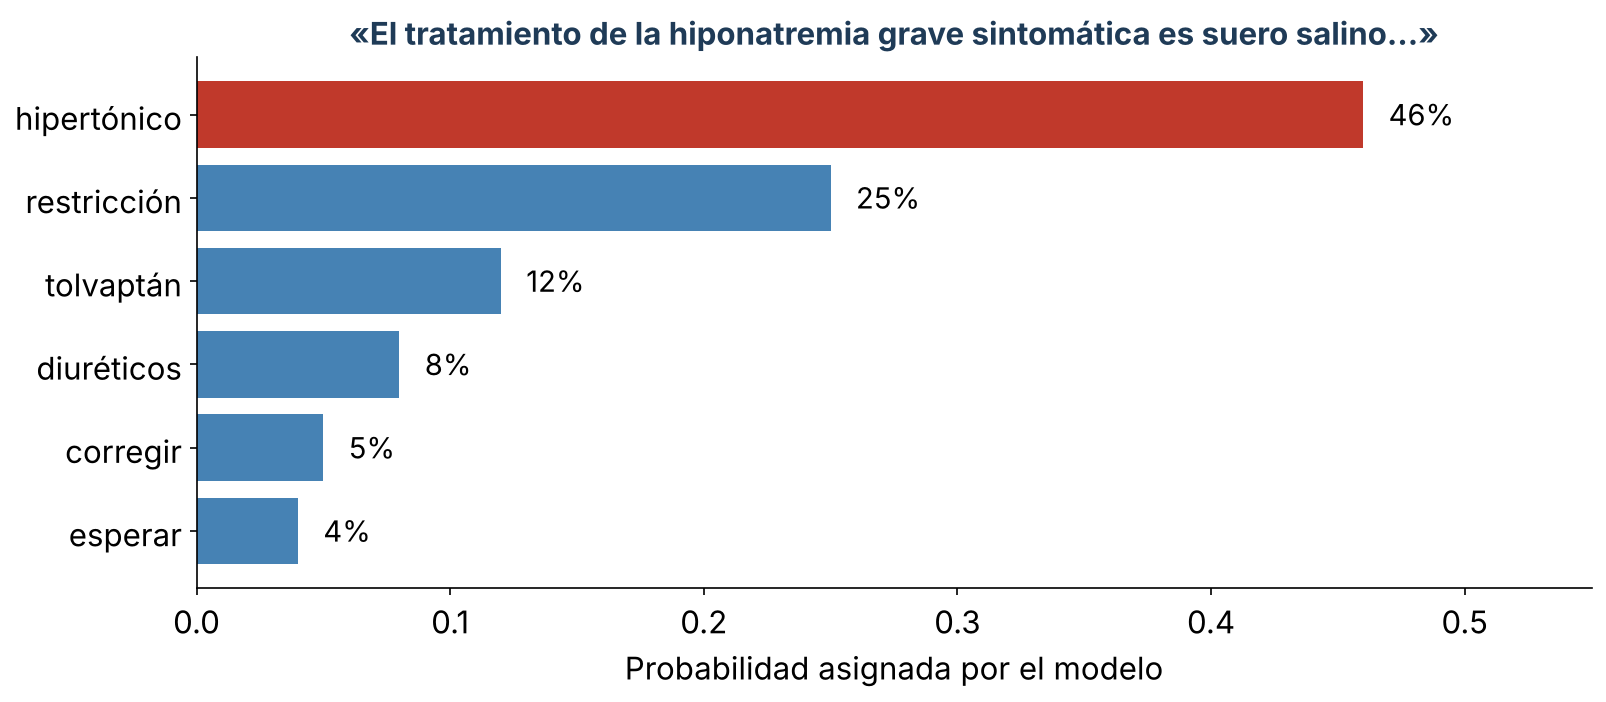 «El tratamiento de la hiponatremia grave sintomática es suero salino…»
hipertónico 46%
restricción 25%
tolvaptán 12%
diuréticos 8%
corregir 5%
esperar 4%
0.0 0.1 0.2 0.3 0.4 0.5
Probabilidad asignada por el modelo